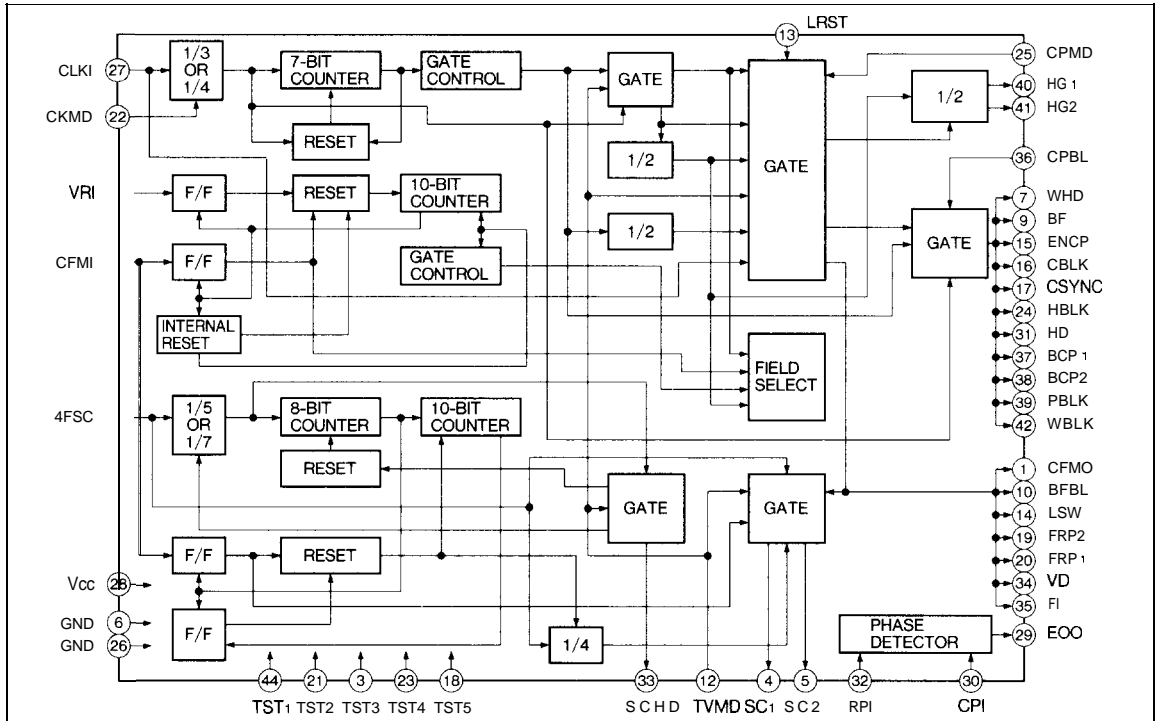 LRST
13
CLKI 27
1/3
OR
1/4
7-BIT
COUNTER
GATE
CONTROL
GATE
25 CPMD
40 HG 1
1/2
41 HG2
CKMD 22
RESET
1/2
GATE
36 CPBL
VRI
F/F
RESET
10-BIT
COUNTER
1/2
GATE
7 WHD
9 BF
15 ENCP
16 CBLK
17 CSYNC
24 HBLK
31 HD
37 BCP 1
38 BCP2
39 PBLK
42 WBLK
CFMI
F/F
GATE
CONTROL
INTERNAL
RESET
FIELD
SELECT
4FSC
1/5
OR
1/7
8-BIT
COUNTER
10-BIT
COUNTER
RESET
GATE
GATE
1 CFMO
10 BFBL
14 LSW
19 FRP2
20 FRP 1
34 VD
35 FI
F/F
RESET
Vcc 28
GND 6
GND 26
F/F
1/4
PHASE
DETECTOR
29 EOO
44 21 3 23 18 33 12 4 5 32 30
TST1 TST2 TST3 TST4 TST5 SCHD TVMD SC1 SC2 RPI CPI